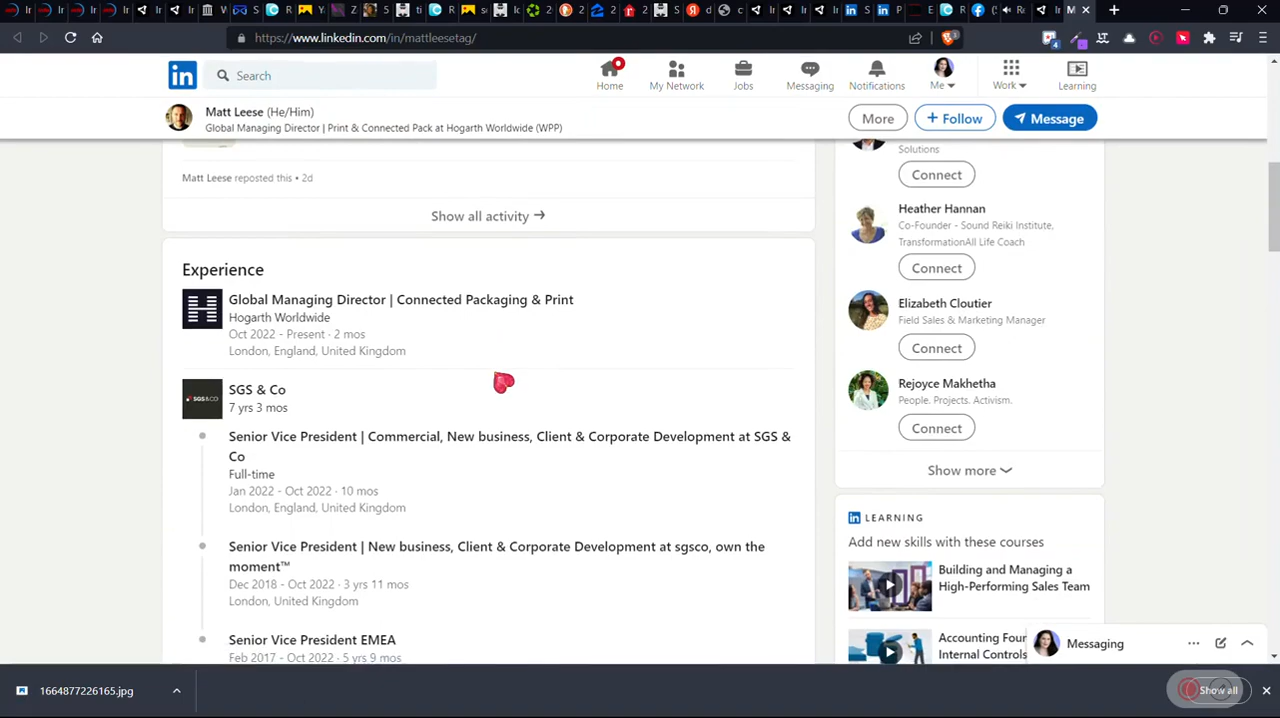 https://www.linkedin.com/in/mattleesetag/
in
Search
Home
My Network
Jobs
Messaging
Notifications
Me
Work
Learning
Matt Leese (He/Him)
Global Managing Director | Print & Connected Pack at Hogarth Worldwide (WPP)
More
+ Follow
Message
Matt Leese reposted this • 2d
Show all activity →
Experience
Global Managing Director | Connected Packaging & Print
Hogarth Worldwide
Oct 2022 - Present · 2 mos
London, England, United Kingdom
SGS & Co
7 yrs 3 mos
Senior Vice President | Commercial, New business, Client & Corporate Development at SGS &
Co
Full-time
Jan 2022 - Oct 2022 · 10 mos
London, England, United Kingdom
Senior Vice President | New business, Client & Corporate Development at sgsco, own the
moment™
Dec 2018 - Oct 2022 · 3 yrs 11 mos
London, United Kingdom
Senior Vice President EMEA
Feb 2017 - Oct 2022 · 5 yrs 9 mos
Solutions
Connect
Heather Hannan
Co-Founder - Sound Reiki Institute,
TransformationAll Life Coach
Connect
Elizabeth Cloutier
Field Sales & Marketing Manager
Connect
Rejoyce Makhetha
People. Projects. Activism.
Connect
Show more
in LEARNING
Add new skills with these courses
Building and Managing a
High-Performing Sales Team
Accounting Four
Internal Controls
Messaging
1664877226165.jpg
Show all